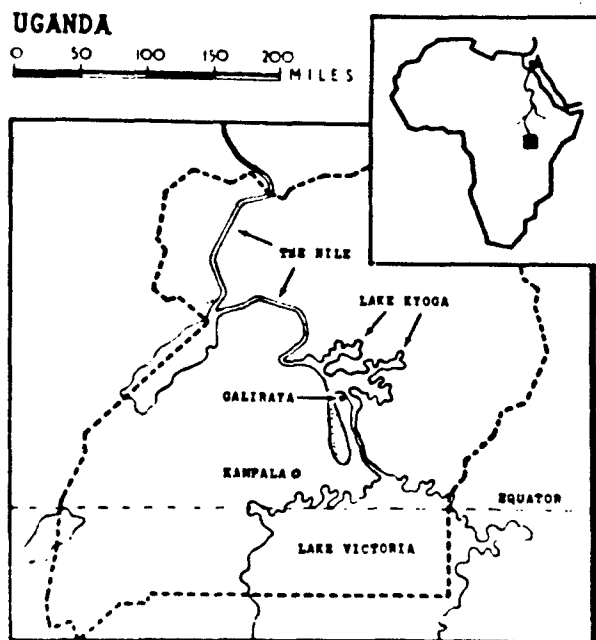 UGANDA
0 50 100 150 200
MILES
THE NILE
LAKE KYOGA
GALIRAYA
KAMPALA
EQUATOR
LAKE VICTORIA